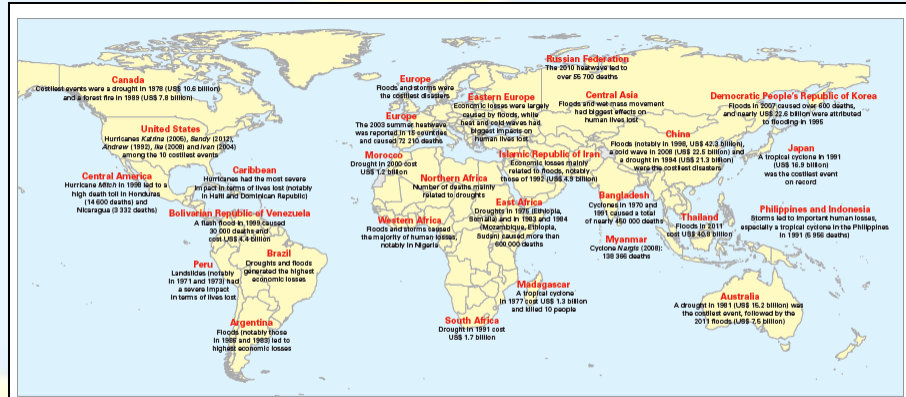 Canada
Costliest events were a drought in 1978 (US$ 10.6 billion)
and a forest fire in 1989 (US$ 7.8 billion)
United States
Hurricanes Katrina (2005), Sandy (2012),
Andrew (1992), Ike (2008) and Ivan (2004)
among the 10 costliest events
Central America
Hurricane Mitch in 1998 led to a
high death toll in Honduras
(14 600 deaths) and
Nicaragua (3 332 deaths)
Caribbean
Hurricanes had the most severe
impact in terms of lives lost (notably
in Haiti and Dominican Republic)
Bolivarian Republic of Venezuela
A flash flood in 1999 caused
30 000 deaths and
cost US$ 4.4 billion
Peru
Landslides (notably
in 1971 and 1973) had
a severe impact
in terms of lives lost
Brazil
Droughts and floods
generated the highest
economic losses
Argentina
Floods (notably those
in 1985 and 1983) led to
highest economic losses
Europe
Floods and storms were
the costliest disasters
Europe
The 2003 summer heatwave
was reported in 15 countries
and caused 72 210 deaths
Eastern Europe
Economic losses were largely
caused by floods, while
heat and cold waves had
biggest impacts on
human lives lost
Russian Federation
The 2010 heatwave led to
over 55 700 deaths
Central Asia
Floods and wet mass movement
had biggest effects on
human lives lost
Democratic People's Republic of Korea
Floods in 2007 caused over 600 deaths,
and nearly US$ 22.6 billion were attributed
to flooding in 1995
China
Floods (notably in 1998, US$ 42.3 billion),
a cold wave in 2008 (US$ 22.5 billion) and
a drought in 1994 (US$ 21.3 billion)
were the costliest disasters
Japan
A tropical cyclone in 1991
(US$ 16.9 billion)
was the costliest event
on record
Morocco
Drought in 2000 cost
US$ 1.2 billion
Northern Africa
Number of deaths mainly
related to droughts
Islamic Republic of Iran
Economic losses mainly
related to floods, notably
those of 1992 (US$ 4.9 billion)
Western Africa
Floods and storms caused
the majority of human losses,
notably in Nigeria
East Africa
Droughts in 1975 (Ethiopia,
Somalia) and in 1983 and 1984
(Mozambique, Ethiopia,
Sudan) caused more than
600 000 deaths
Bangladesh
Cyclones in 1970 and
1991 caused a total
of nearly 450 000 deaths
Myanmar
Cyclone Nargis (2008):
138 366 deaths
Thailand
Floods in 2011
cost US$ 40.9 billion
Philippines and Indonesia
Storms led to important human losses,
especially a tropical cyclone in the Philippines
in 1991 (5 956 deaths)
Madagascar
A tropical cyclone
in 1977 cost US$ 1.3 billion
and killed 10 people
South Africa
Drought in 1991 cost
US$ 1.7 billion
Australia
A drought in 1981 (US$ 15.2 billion) was
the costliest event, followed by the
2011 floods (US$ 7.5 billion)